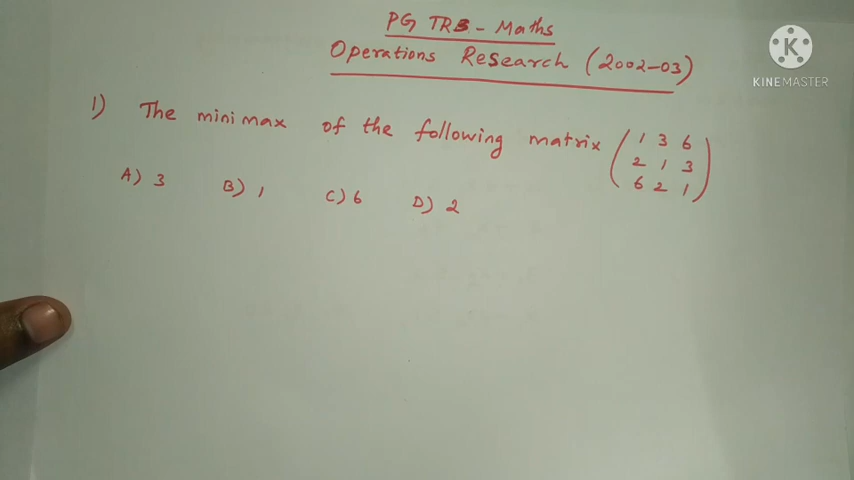 PG TRB - Maths
Operations Research (2002-03)
K
KINEMASTER
1) The minimax of the following matrix (1 3 6
2 1 3
6 2 1)
A) 3 B) 1 C) 6 D) 2